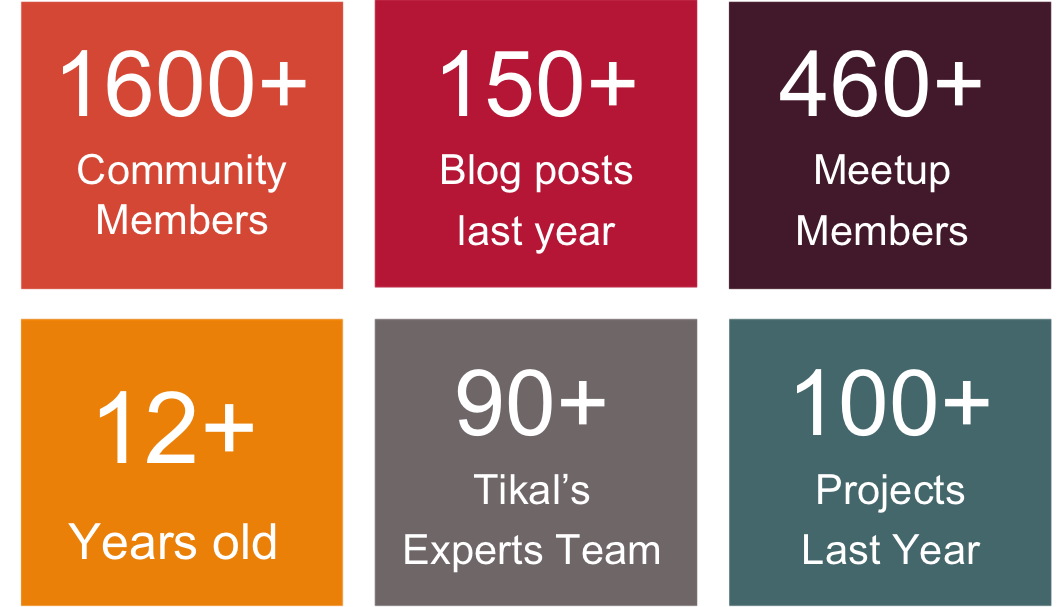 1600+
Community
Members
150+
Blog posts
last year
460+
Meetup
Members
12+
Years old
90+
Tikal’s
Experts Team
100+
Projects
Last Year